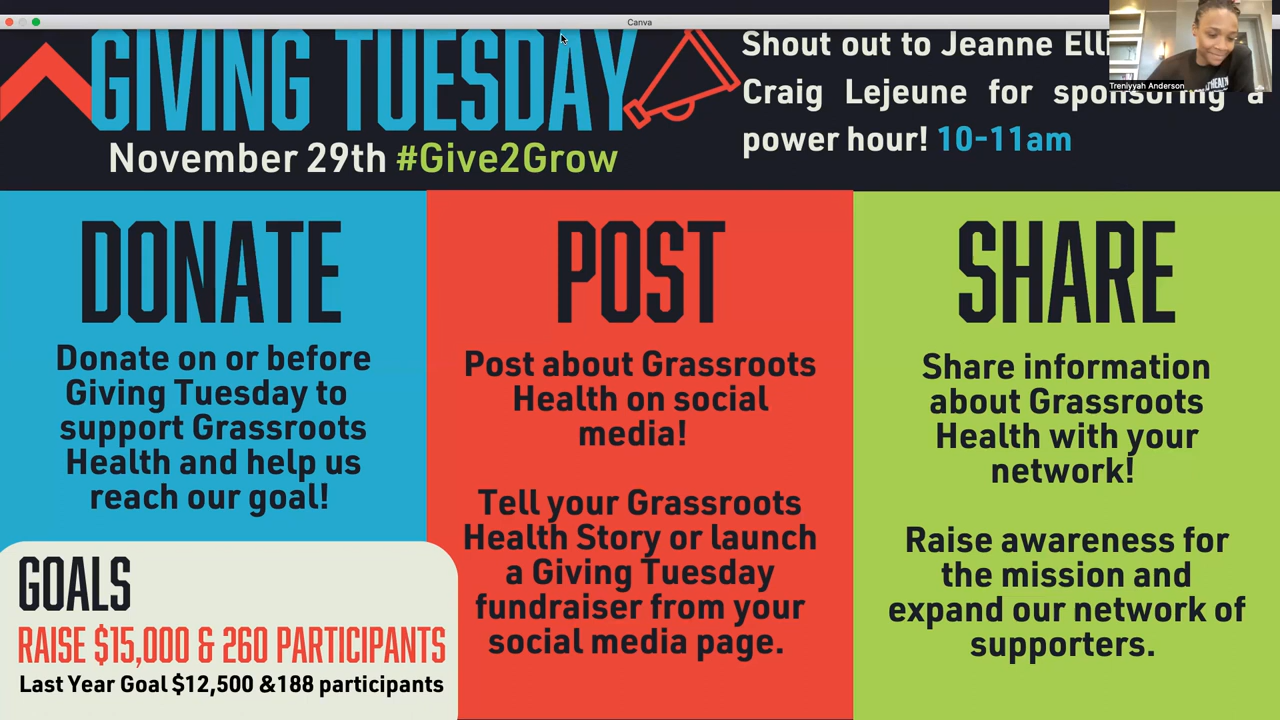 Canva
GIVING TUESDAY
November 29th #Give2Grow
Shout out to Jeanne
Craig Lejeune for sponsoring a
power hour! 10-11am
Treniyyah Anderson
DONATE
Donate on or before
Giving Tuesday to
support Grassroots
Health and help us
reach our goal!
GOALS
RAISE $15,000 & 260 PARTICIPANTS
Last Year Goal $12,500 &188 participants
POST
Post about Grassroots
Health on social
media!
Tell your Grassroots
Health Story or launch
a Giving Tuesday
fundraiser from your
social media page.
SHARE
Share information
about Grassroots
Health with your
network!
Raise awareness for
the mission and
expand our network of
supporters.